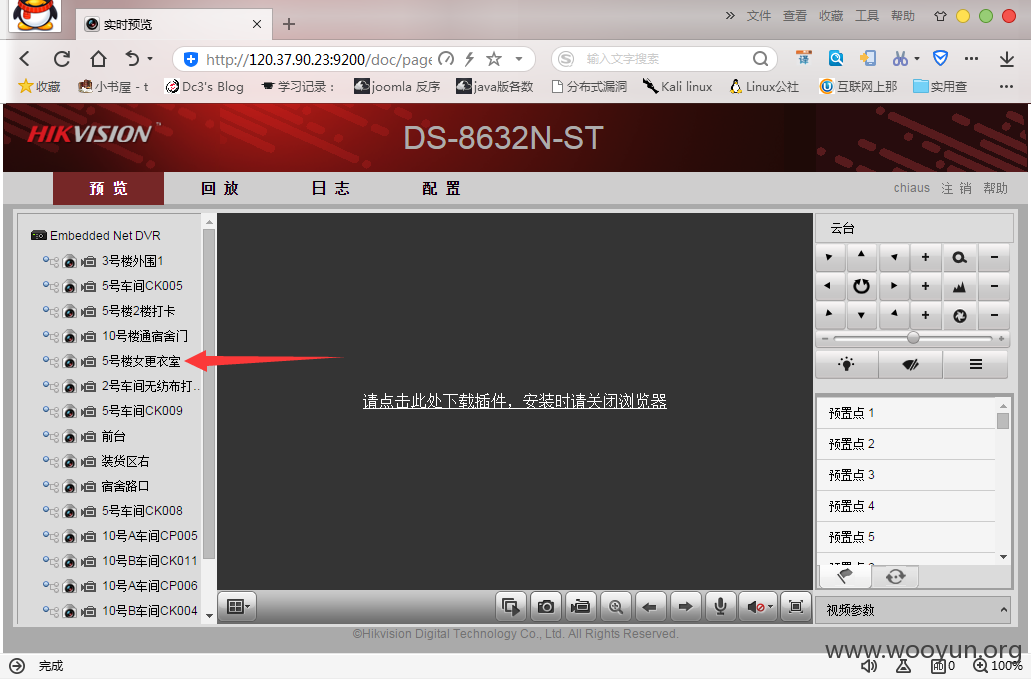 实时预览
文件 查看 收藏 工具 帮助
http://120.37.90.23:9200/doc/page
输入文字搜索
译
收藏 小书屋 - t Dc3's Blog 学习记录： joomla 反序 java版各数 分布式漏洞 Kali linux Linux公社 互联网上那 实用查
HIKVISION™
DS-8632N-ST
预览 回放 日志 配置
chiaus 注销 帮助
Embedded Net DVR
3号楼外围1
5号车间CK005
5号楼2楼打卡
10号楼通宿舍门
5号楼女更衣室
2号车间无纺布打..
5号车间CK009
前台
装货区右
宿舍路口
5号车间CK008
10号A车间CP005
10号B车间CK011
10号A车间CP006
10号B车间CK004
请点击此处下载插件，安装时请关闭浏览器
云台
预置点 1
预置点 2
预置点 3
预置点 4
预置点 5
视频参数
©Hikvision Digital Technology Co., Ltd. All Rights Reserved.
www.wooyun.org
完成
0
100%